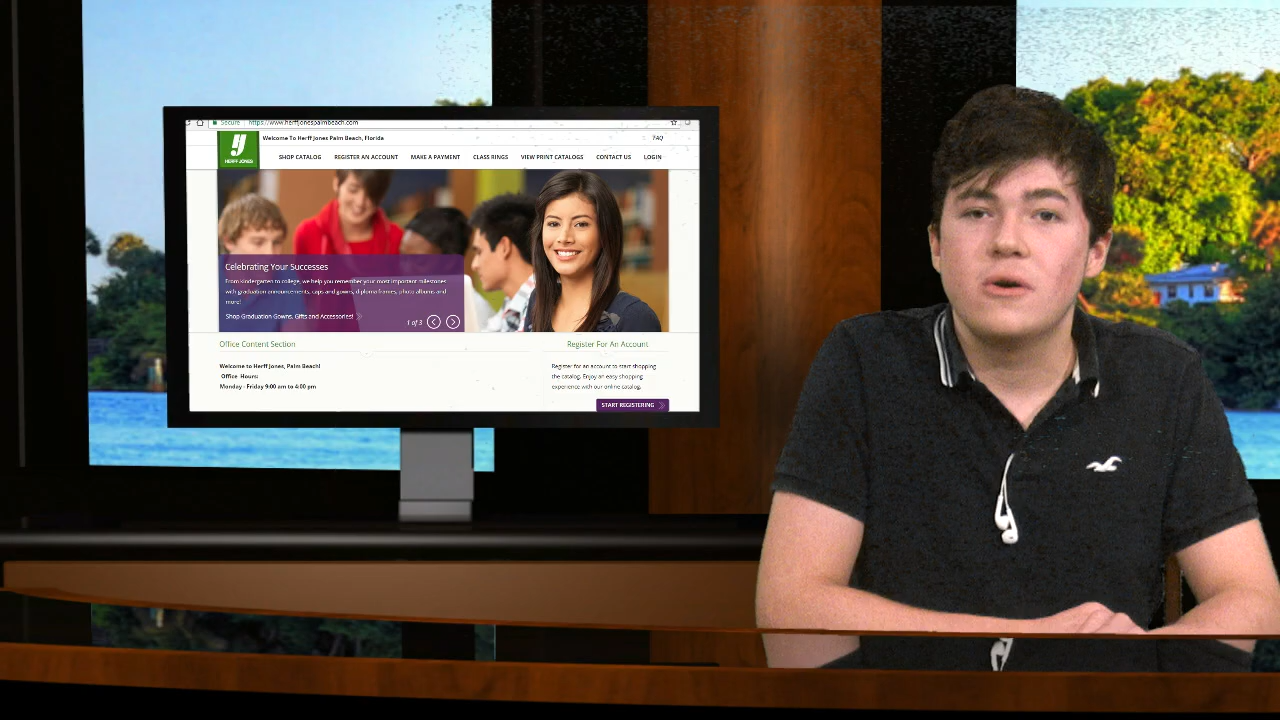 Secure https://www.herffjonespalmbeach.com
Welcome To Herff Jones Palm Beach, Florida
FAQ
HERFF JONES
SHOP CATALOG REGISTER AN ACCOUNT MAKE A PAYMENT CLASS RINGS VIEW PRINT CATALOGS CONTACT US LOGIN
Celebrating Your Successes
From kindergarten to college, we help you remember your most important milestones
with graduation announcements, caps and gowns, diploma frames, photo albums and
more!
Shop Graduation Gowns, Gifts and Accessories!
1 of 3
Office Content Section
Welcome to Herff Jones, Palm Beach!
Office Hours:
Monday - Friday 9:00 am to 4:00 pm
Register For An Account
Register for an account to start shopping
the catalog. Enjoy an easy shopping
experience with our online catalog.
START REGISTERING